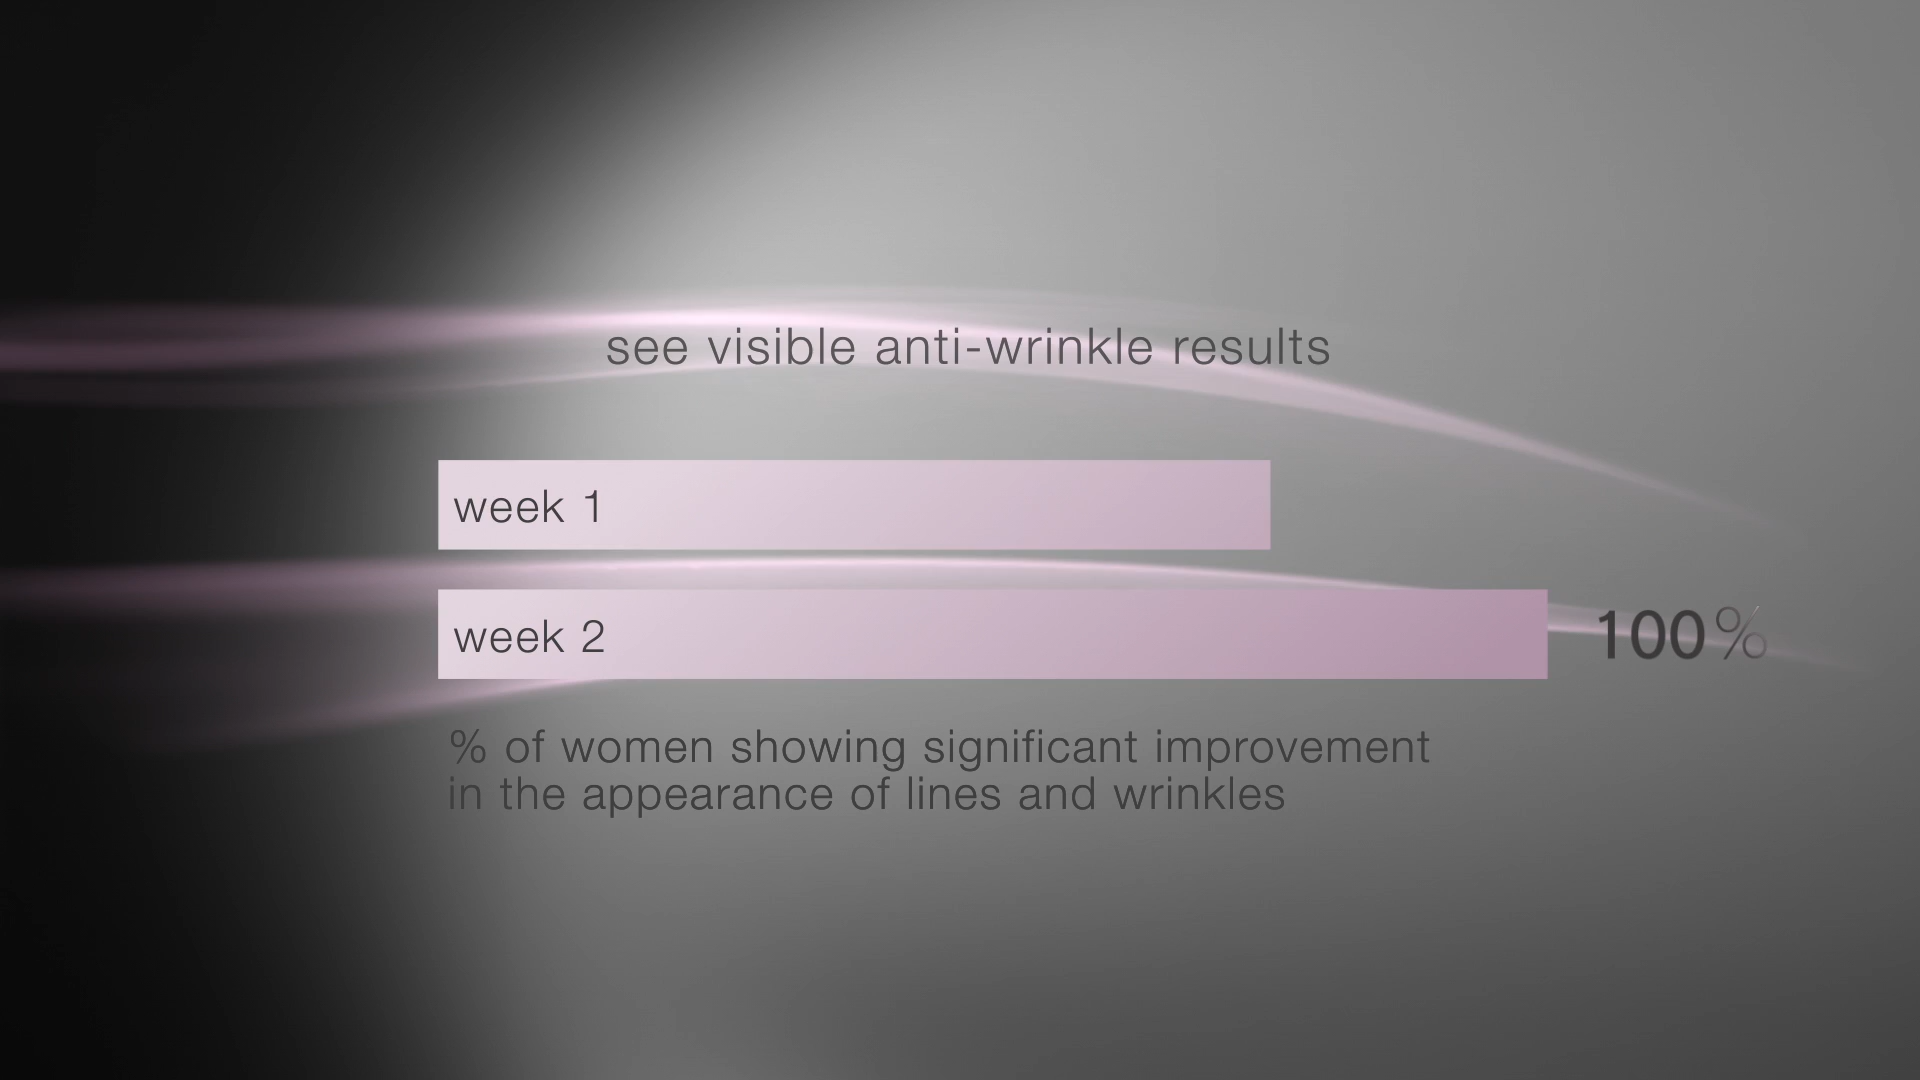 see visible anti-wrinkle results
week 1
week 2
100%
% of women showing significant improvement
in the appearance of lines and wrinkles